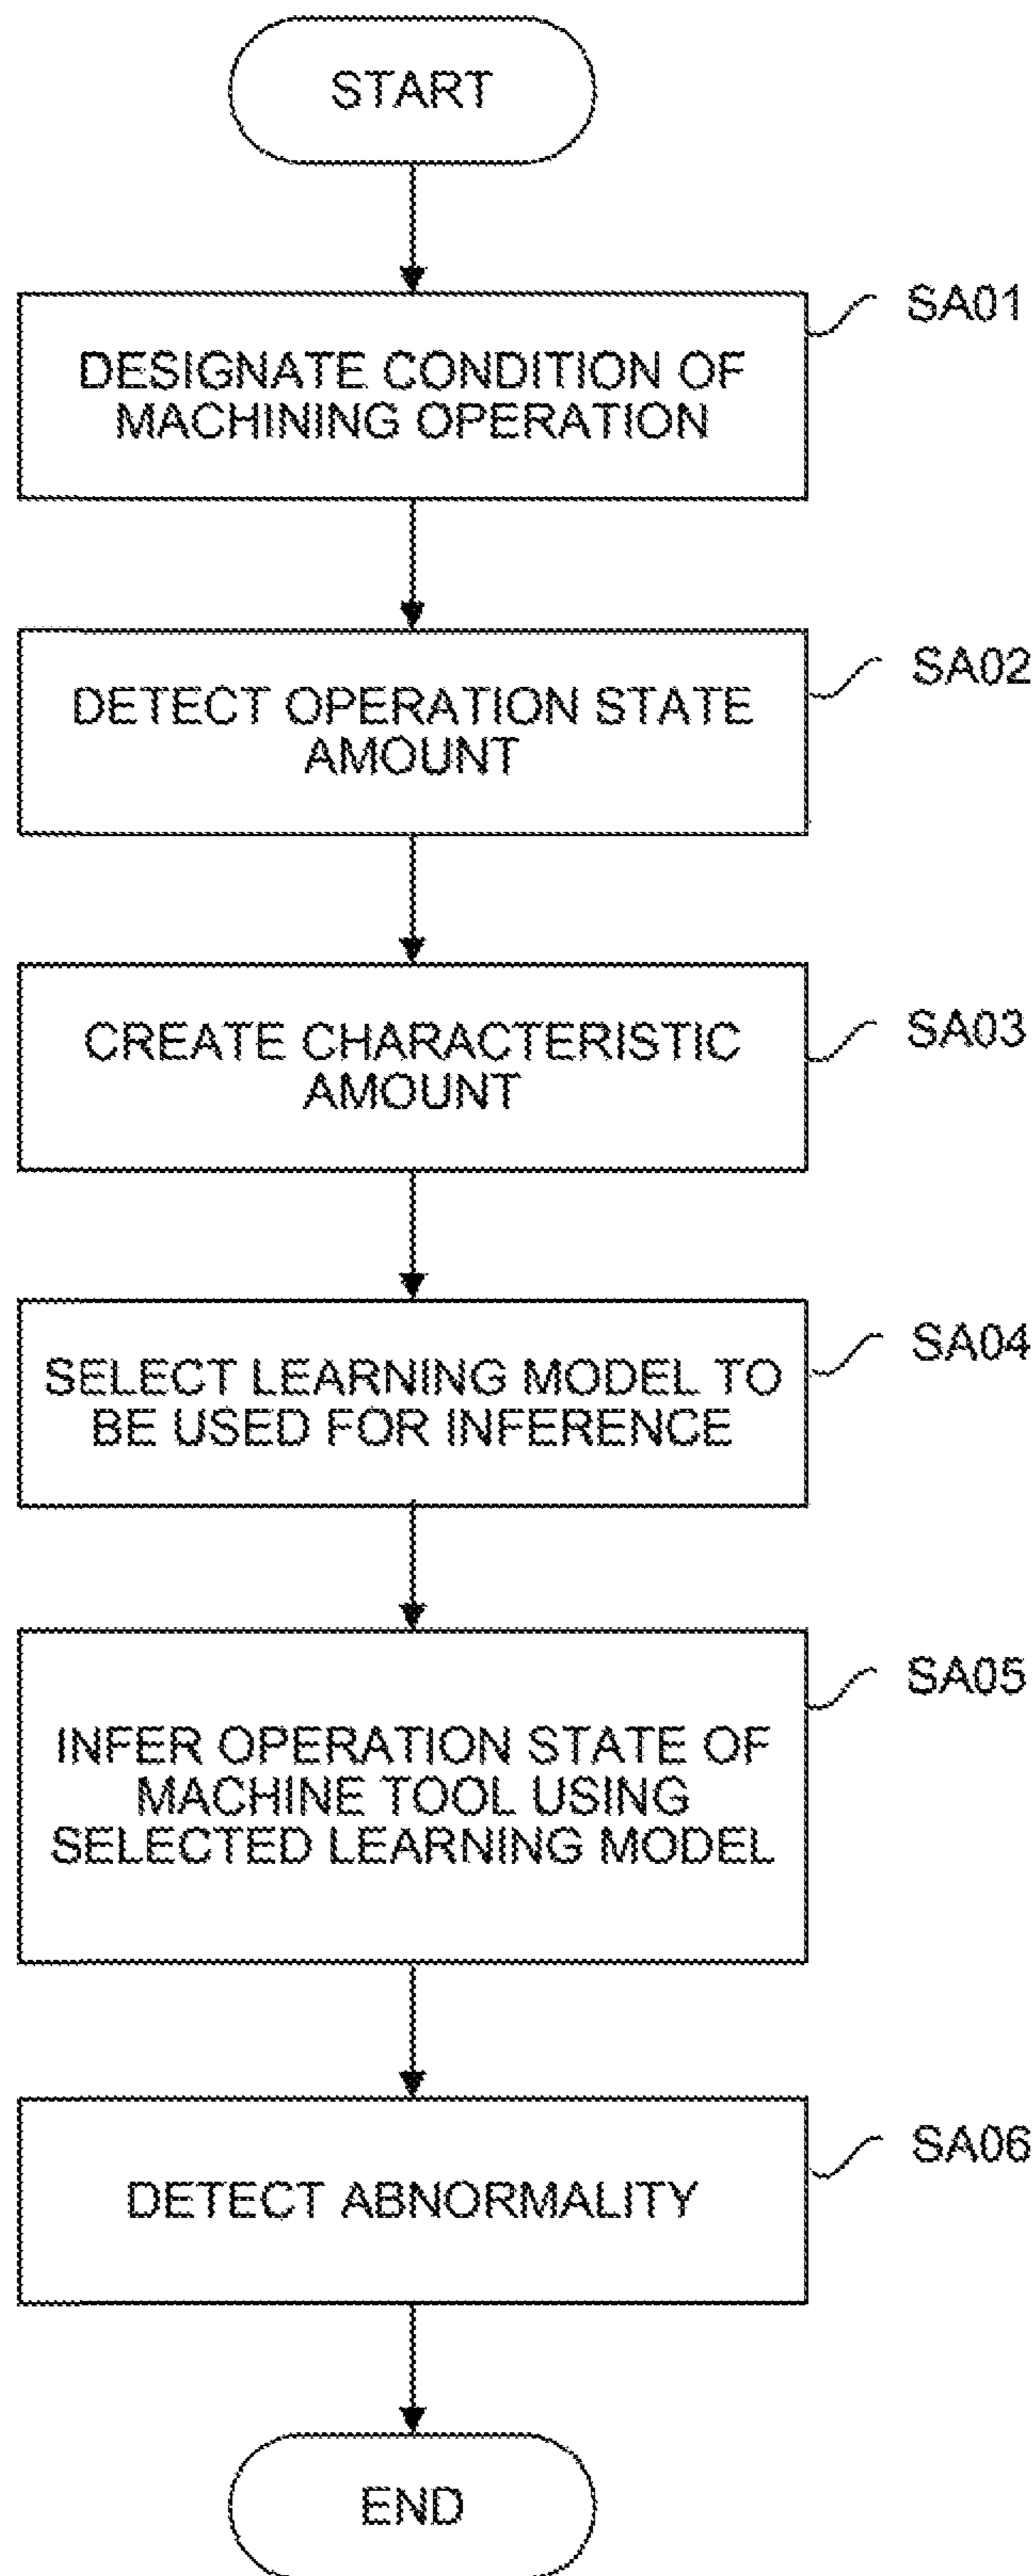 START
SA01
DESIGNATE CONDITION OF
MACHINING OPERATION
SA02
DETECT OPERATION STATE
AMOUNT
SA03
CREATE CHARACTERISTIC
AMOUNT
SA04
SELECT LEARNING MODEL TO
BE USED FOR INFERENCE
SA05
INFER OPERATION STATE OF
MACHINE TOOL USING
SELECTED LEARNING MODEL
SA06
DETECT ABNORMALITY
END